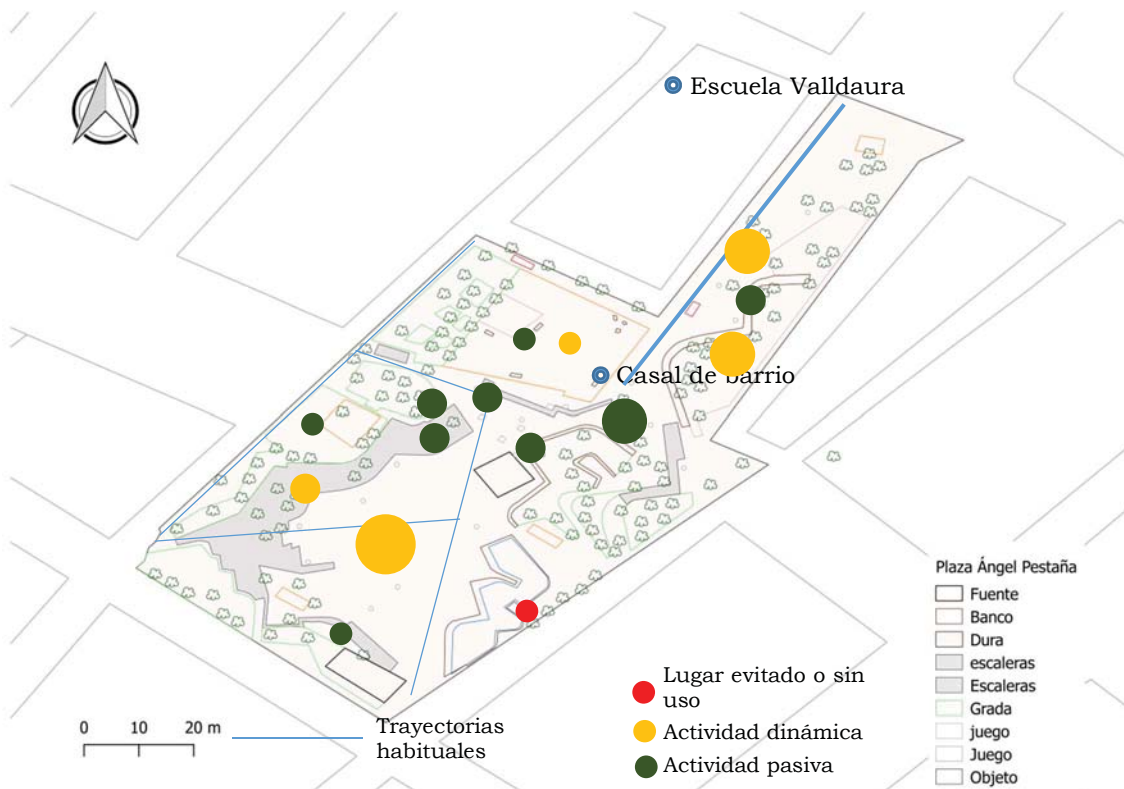 Escuela Valldaura
Casal de barrio
Plaza Ángel Pestaña
Fuente
Banco
Dura
escaleras
Escaleras
Grada
juego
Juego
Objeto
Lugar evitado o sin
uso
Actividad dinámica
Actividad pasiva
0 10 20 m
Trayectorias
habituales